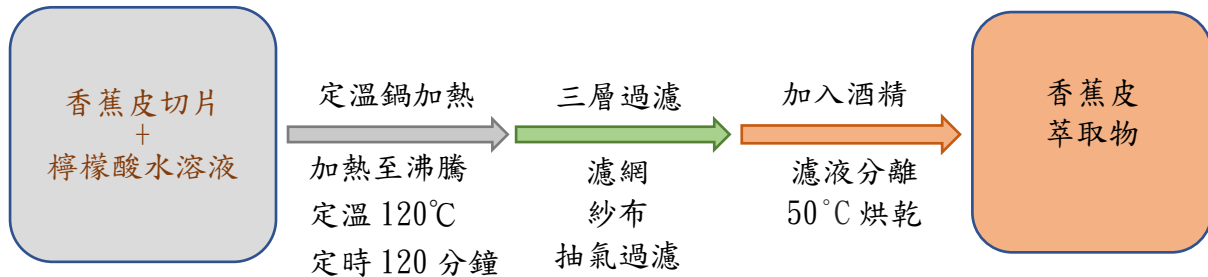 香蕉皮切片
+
檸檬酸水溶液
定溫鍋加熱
加熱至沸騰
定溫 120℃
定時 120 分鐘
三層過濾
濾網
紗布
抽氣過濾
加入酒精
濾液分離
50°C 烘乾
香蕉皮
萃取物